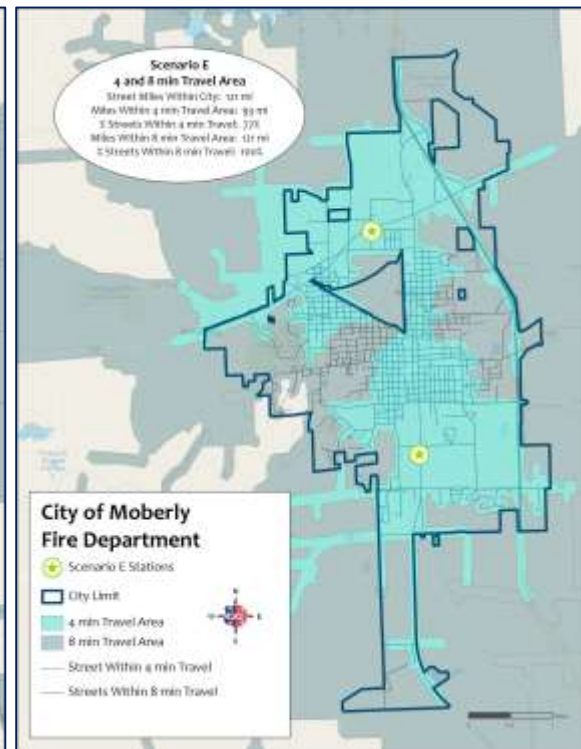 Scenario E
4 and 8 min Travel Area
Street Miles Within City: 121 mi
Miles Within 4 min Travel Area: 93 mi
% Streets Within 4 min Travel: 77%
Miles Within 8 min Travel Area: 121 mi
% Streets Within 8 min Travel: 100%
City of Moberly
Fire Department
Scenario E Stations
City Limit
4 min Travel Area
8 min Travel Area
Street Within 4 min Travel
Streets Within 8 min Travel